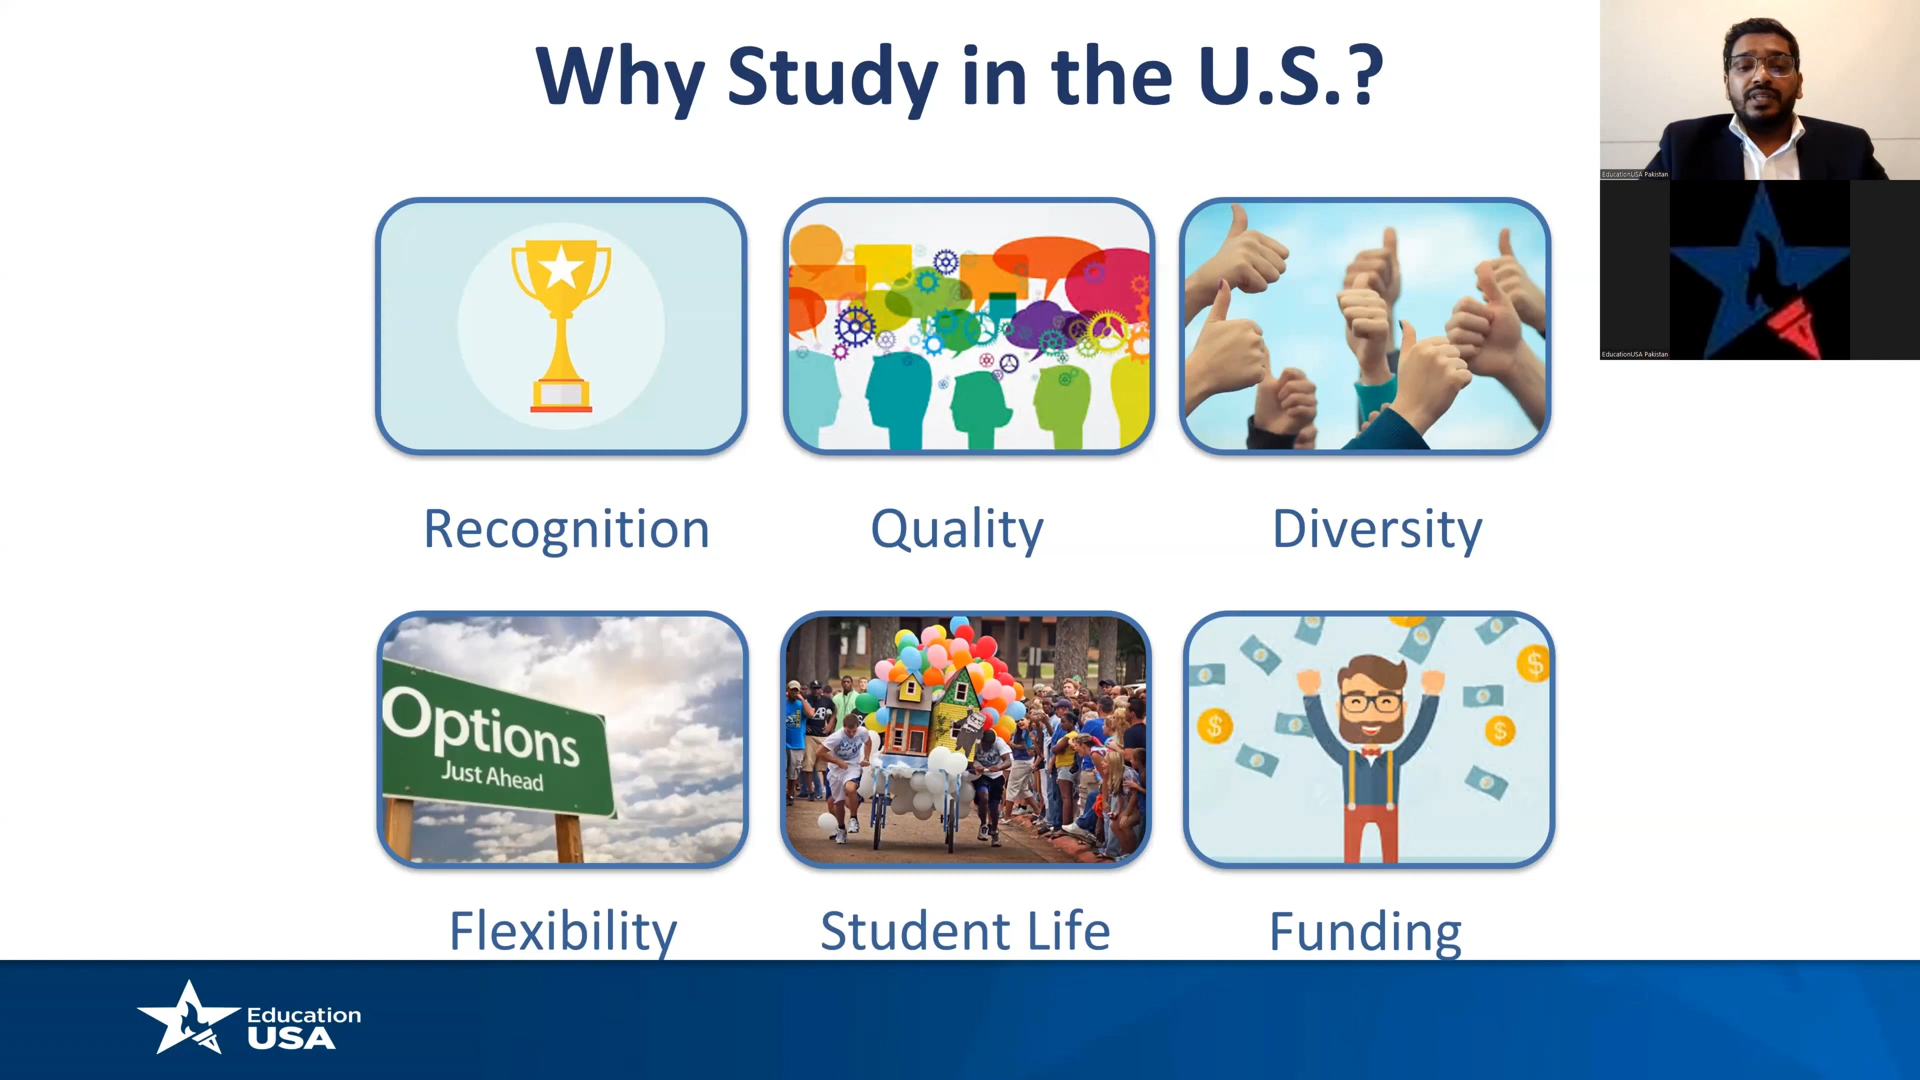 Why Study in the U.S.?
EducationUSA Pakistan
EducationUSA Pakistan
Recognition
Quality
Diversity
Options
Just Ahead
Flexibility
Student Life
Funding
Education
USA